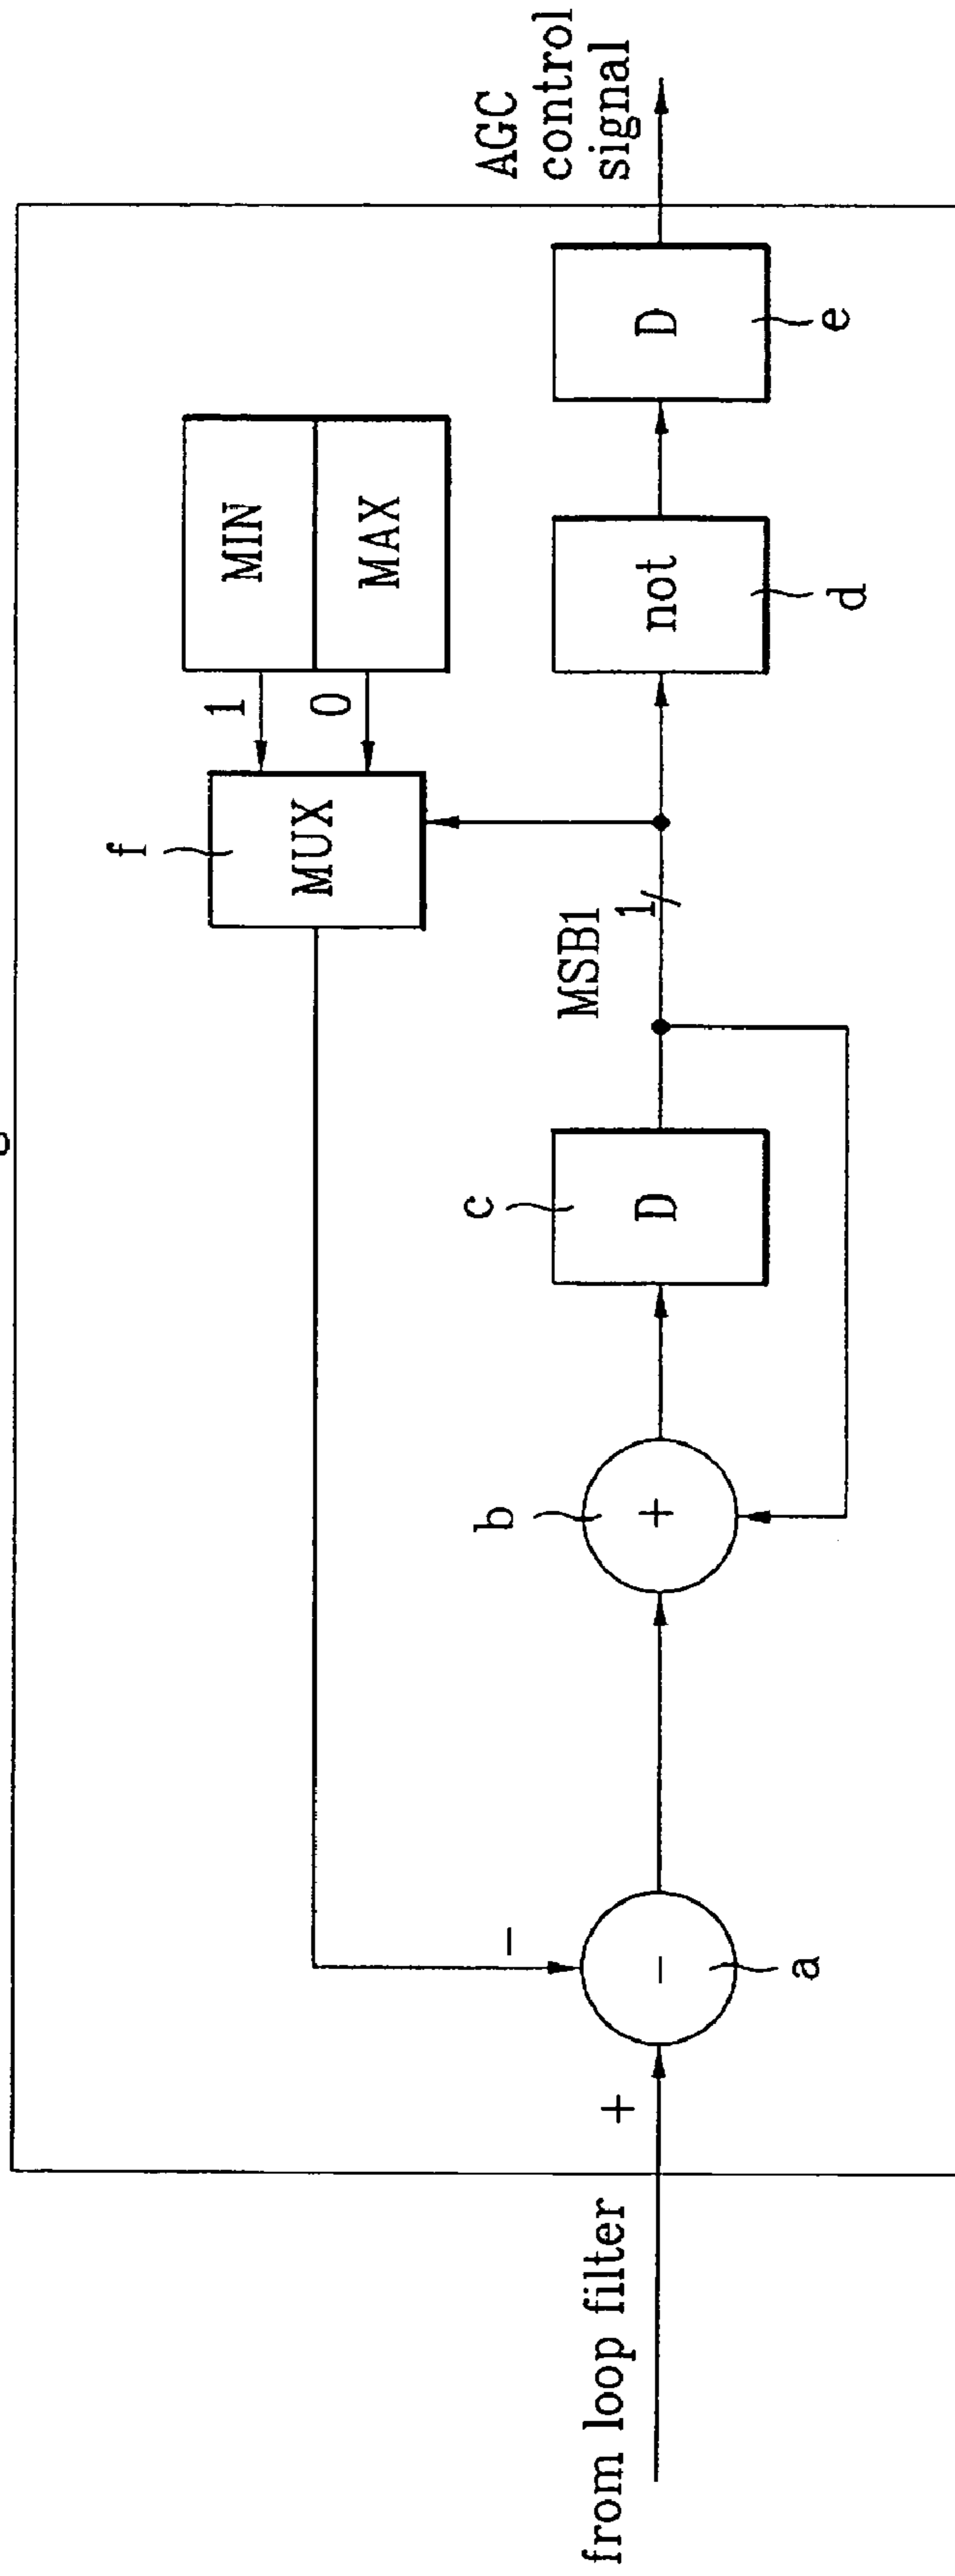 from loop filter
+
-
-
a
b
+
c
D
MSB1
1
f
MUX
1
0
MIN
MAX
not
d
D
e
AGC
control
signal